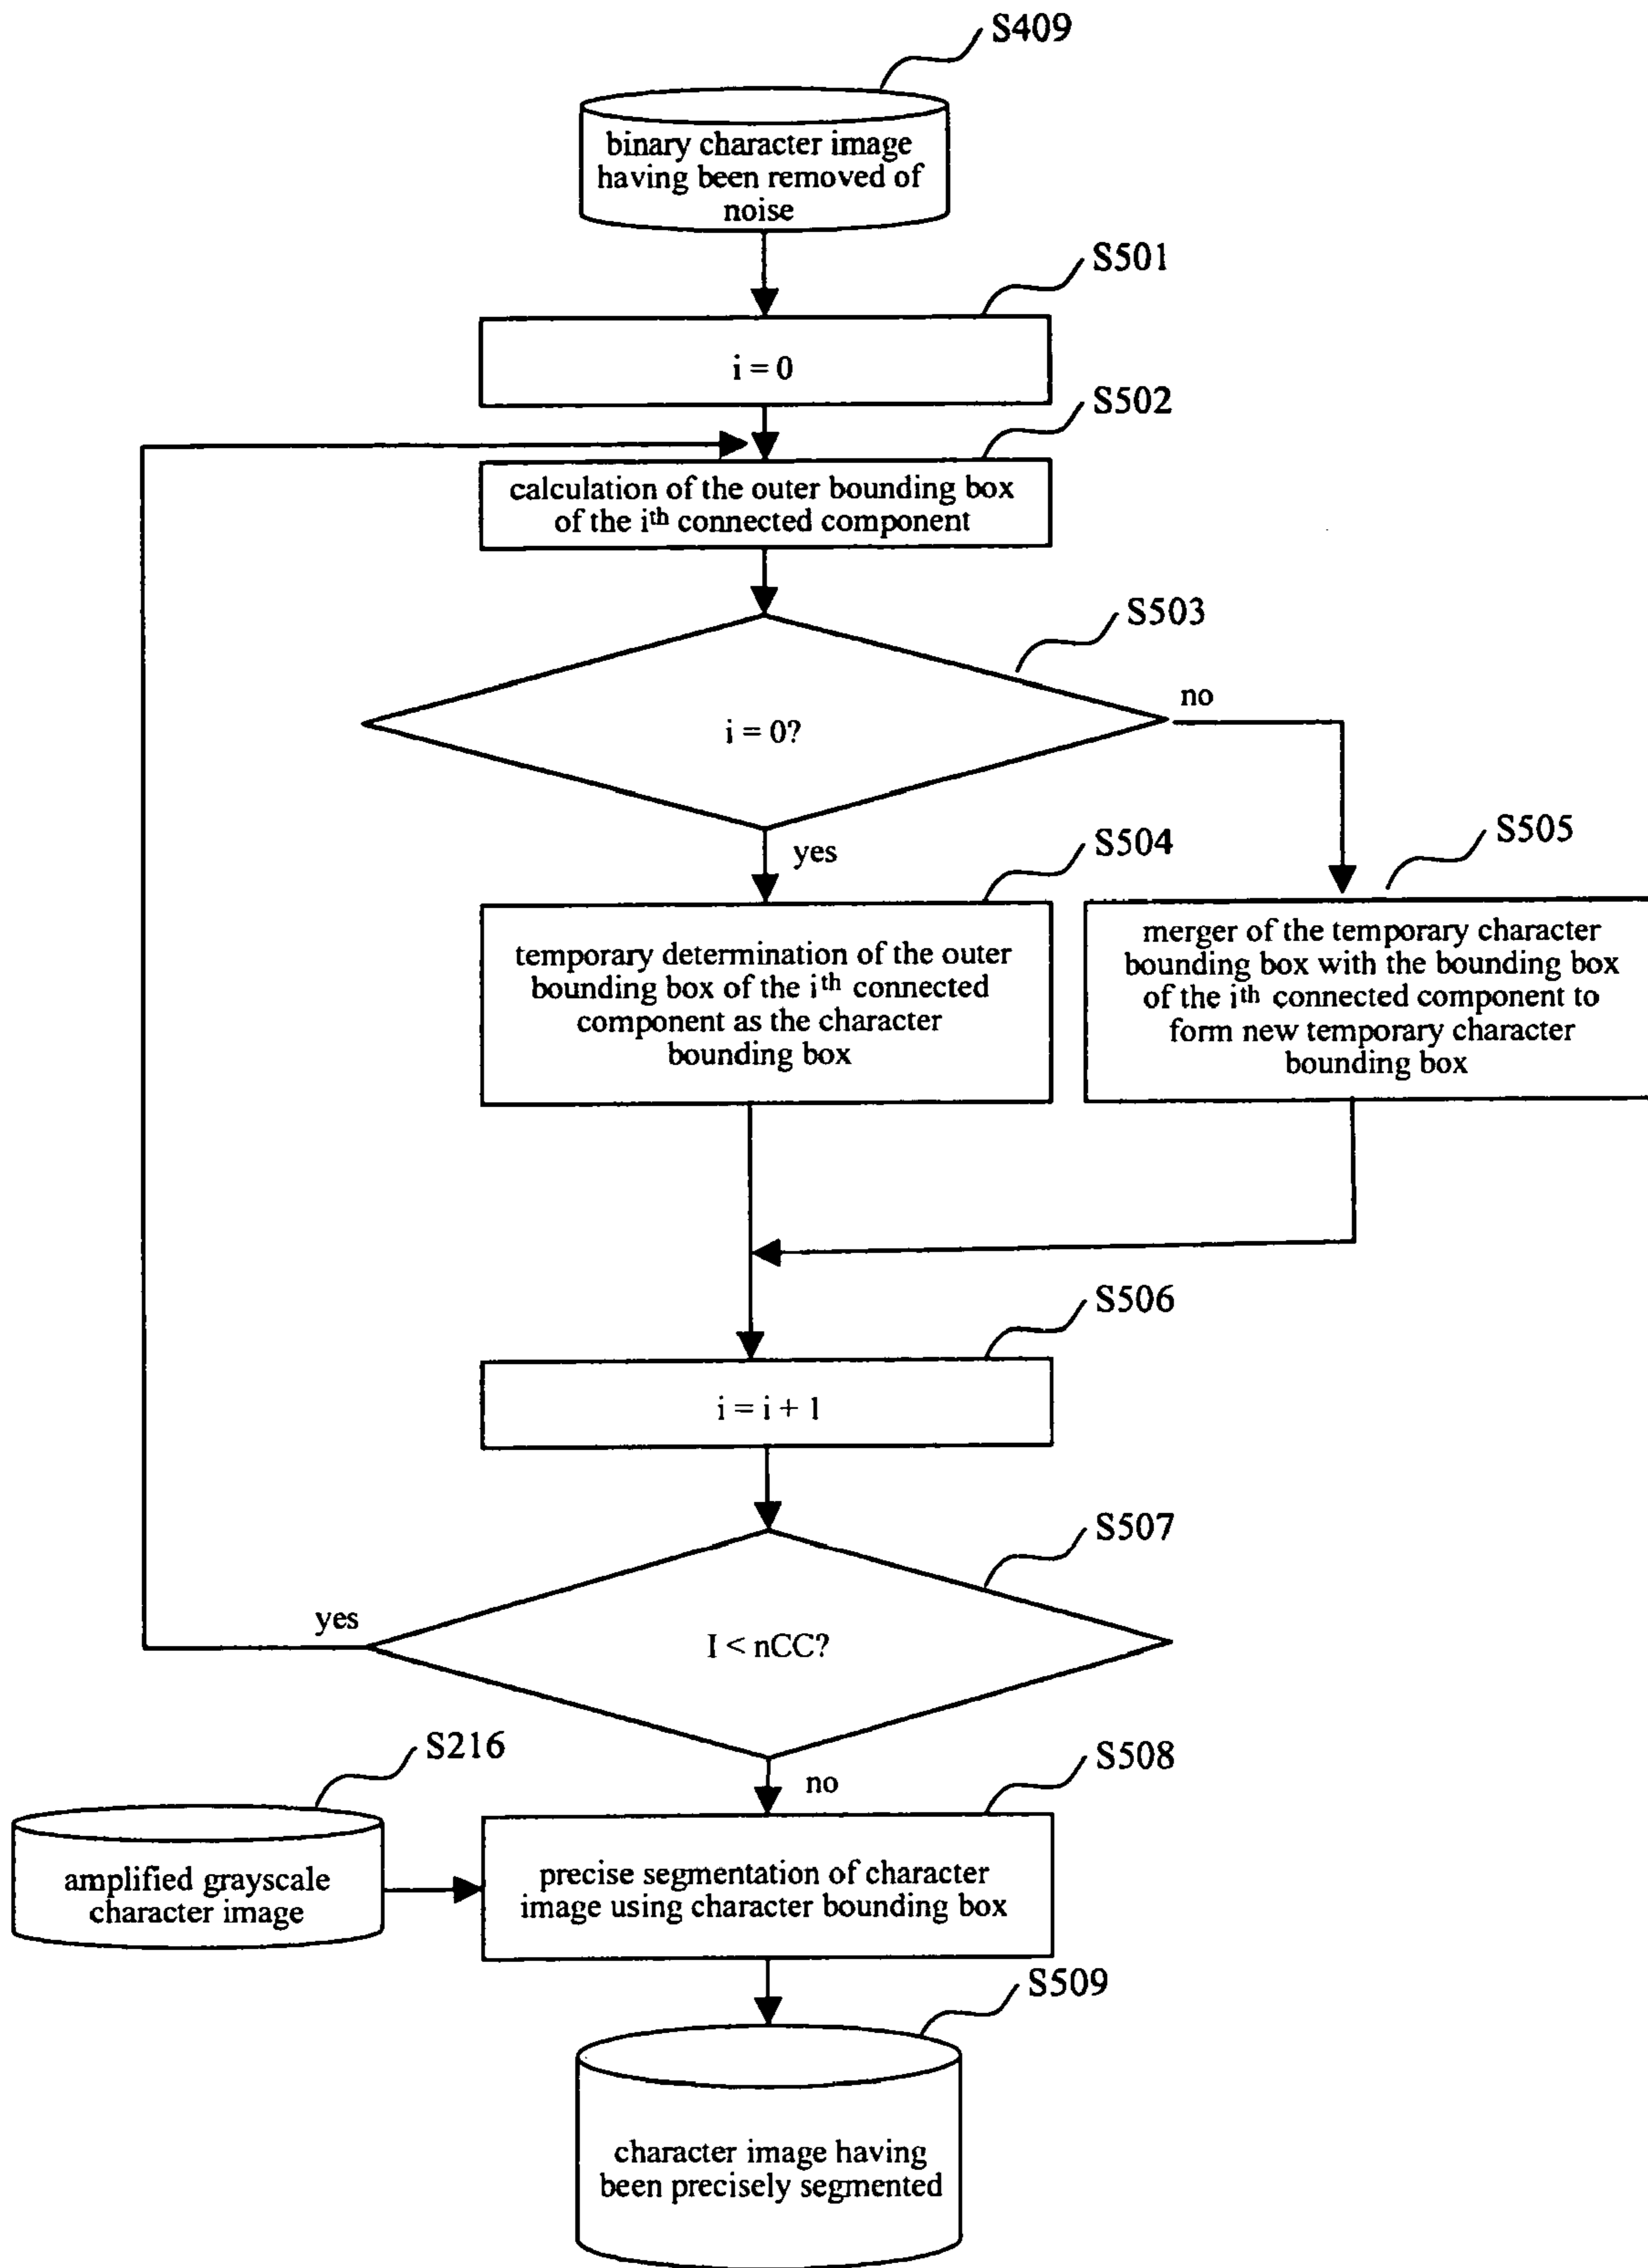 S409
binary character image
having been removed of
noise
S501
i = 0
S502
calculation of the outer bounding box
of the ith connected component
S503
i = 0?
no
yes
S504
temporary determination of the outer
bounding box of the ith connected
component as the character
bounding box
S505
merger of the temporary character
bounding box with the bounding box
of the ith connected component to
form new temporary character
bounding box
S506
i = i + 1
S507
yes
I < nCC?
no
S216
amplified grayscale
character image
S508
precise segmentation of character
image using character bounding box
S509
character image having
been precisely segmented